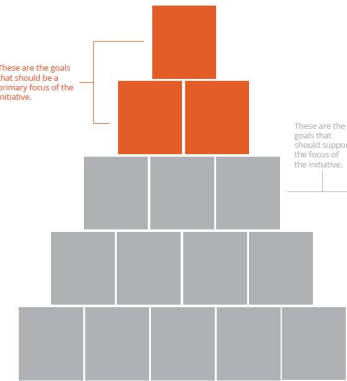 These are the goals
that should be a
primary focus of the
initiative.
These are the
goals that
should support
the focus of
the initiative.